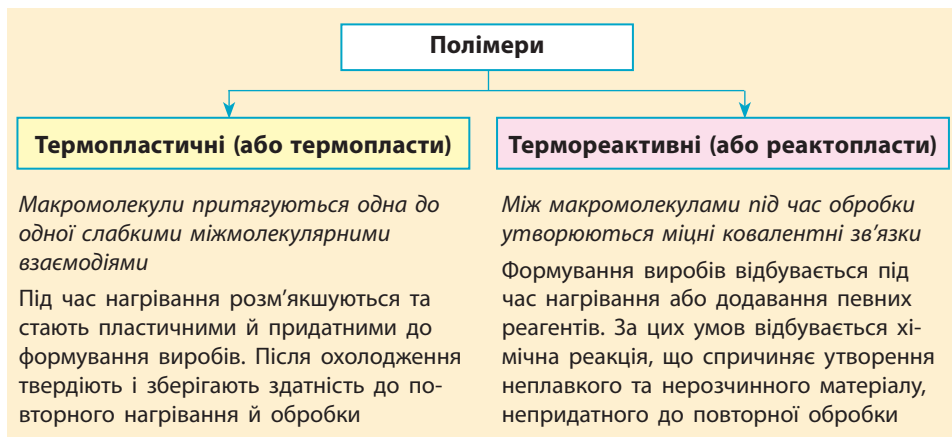 Полімери
Термопластичні (або термопласти)
Макромолекули притягуються одна до
одної слабкими міжмолекулярними
взаємодіями
Під час нагрівання розм’якшуються та
стають пластичними й придатними до
формування виробів. Після охолодження
твердіють і зберігають здатність до по-
вторного нагрівання й обробки
Термореактивні (або реактопласти)
Між макромолекулами під час обробки
утворюються міцні ковалентні зв’язки
Формування виробів відбувається під
час нагрівання або додавання певних
реагентів. За цих умов відбувається хі-
мічна реакція, що спричиняє утворення
неплавкого та нерозчинного матеріалу,
непридатного до повторної обробки